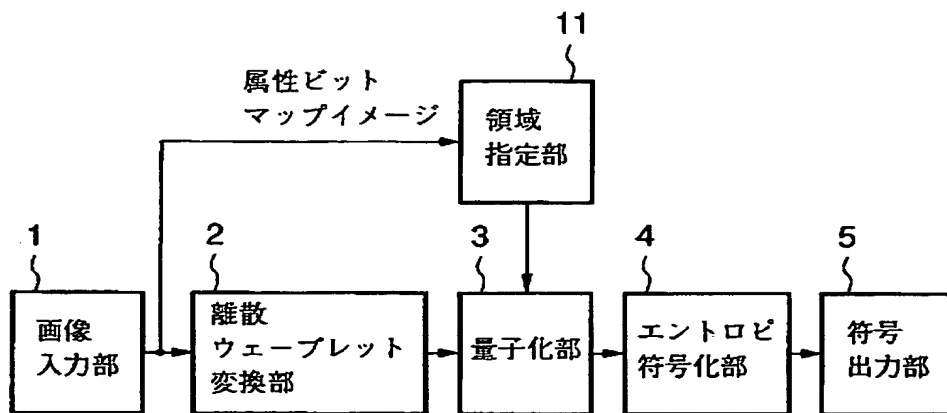 11
属性ビット
マップイメージ
領域
指定部
1
2
3
4
5
画像
入力部
離散
ウェーブレット
変換部
量子化部
エントロピ
符号化部
符号
出力部